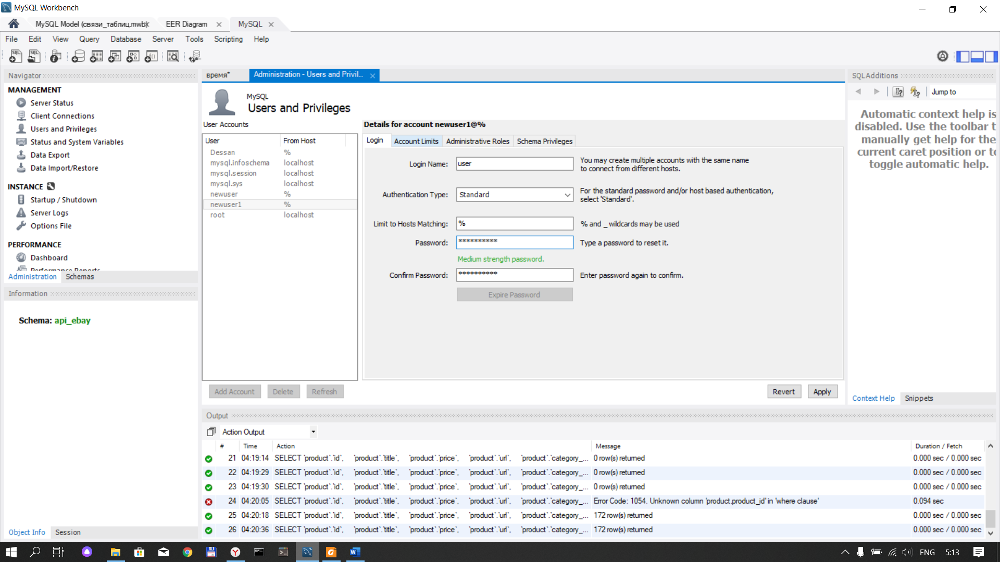 MySQL Workbench
MySQL Model (связи_таблиц.mwb) EER Diagram MySQL
File Edit View Query Database Server Tools Scripting Help
Navigator
MANAGEMENT
Server Status
Client Connections
Users and Privileges
Status and System Variables
Data Export
Data Import/Restore
INSTANCE
Startup / Shutdown
Server Logs
Options File
PERFORMANCE
Dashboard
Performance Reports
Administration Schemas
Information
Schema: api_ebay
Object Info Session
время* Administration - Users and Privil...
MySQL
Users and Privileges
User Accounts
User From Host
Dessan %
mysql.infoschema localhost
mysql.session localhost
mysql.sys localhost
newuser %
newuser1 %
root localhost
Add Account Delete Refresh
Details for account newuser1@%
Login Account Limits Administrative Roles Schema Privileges
Login Name: user You may create multiple accounts with the same name
to connect from different hosts.
Authentication Type: Standard For the standard password and/or host based authentication,
select 'Standard'.
Limit to Hosts Matching: % % and _ wildcards may be used
Password: ********** Type a password to reset it.
Medium strength password.
Confirm Password: ********** Enter password again to confirm.
Expire Password
Revert Apply
SQLAdditions
Jump to
Automatic context help is
disabled. Use the toolbar t
manually get help for the
current caret position or to
toggle automatic help.
Context Help Snippets
Output
Action Output
# Time Action Message Duration / Fetch
21 04:19:14 SELECT `product`.`id`, `product`.`title`, `product`.`price`, `product`.`url`, `product`.`category_... 0 row(s) returned 0.000 sec / 0.000 sec
22 04:19:29 SELECT `product`.`id`, `product`.`title`, `product`.`price`, `product`.`url`, `product`.`category_... 0 row(s) returned 0.000 sec / 0.000 sec
23 04:19:30 SELECT `product`.`id`, `product`.`title`, `product`.`price`, `product`.`url`, `product`.`category_... 0 row(s) returned 0.000 sec / 0.000 sec
24 04:20:05 SELECT `product`.`id`, `product`.`title`, `product`.`price`, `product`.`url`, `product`.`category_... Error Code: 1054. Unknown column 'product.product_id' in 'where clause' 0.094 sec
25 04:20:18 SELECT `product`.`id`, `product`.`title`, `product`.`price`, `product`.`url`, `product`.`category_... 172 row(s) returned 0.000 sec / 0.000 sec
26 04:20:36 SELECT `product`.`id`, `product`.`title`, `product`.`price`, `product`.`url`, `product`.`category_... 172 row(s) returned 0.000 sec / 0.000 sec
ENG 5:13